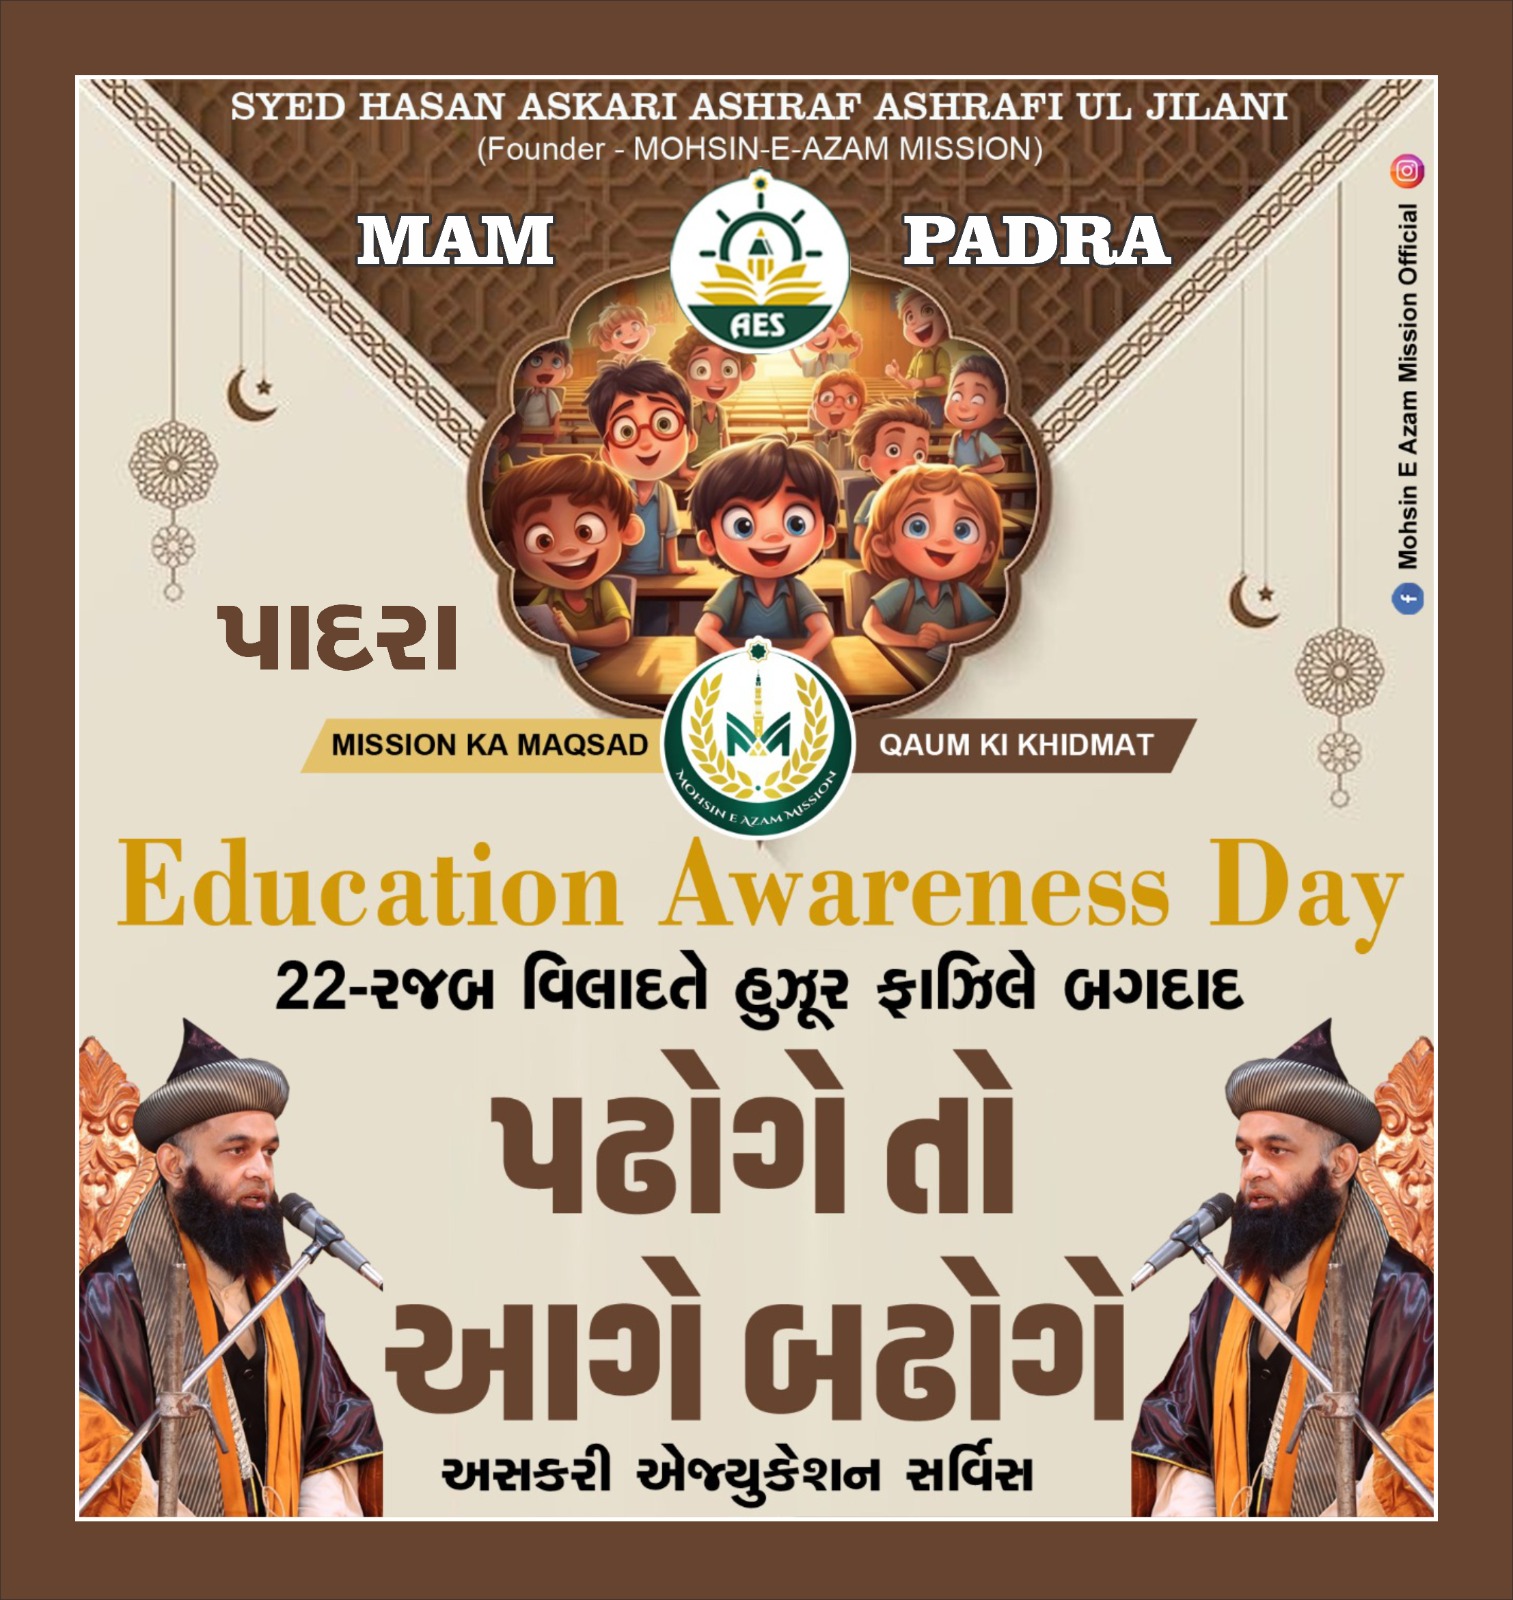 SYED HASAN ASKARI ASHRAF ASHRAFI UL JILANI
(Founder - MOHSIN-E-AZAM MISSION)
MAM PADRA
AES
Mohsin E Azam Mission Official
પાદરા
MISSION KA MAQSAD QAUM KI KHIDMAT
M
MOHSIN E AZAM MISSION
Education Awareness Day
22-રજબ વિલાદતે હુઝૂર ફાઝિલે બગદાદ
પઢોગે તો
આગે બઢોગે
અસકરી એજ્યુકેશન સર્વિસ